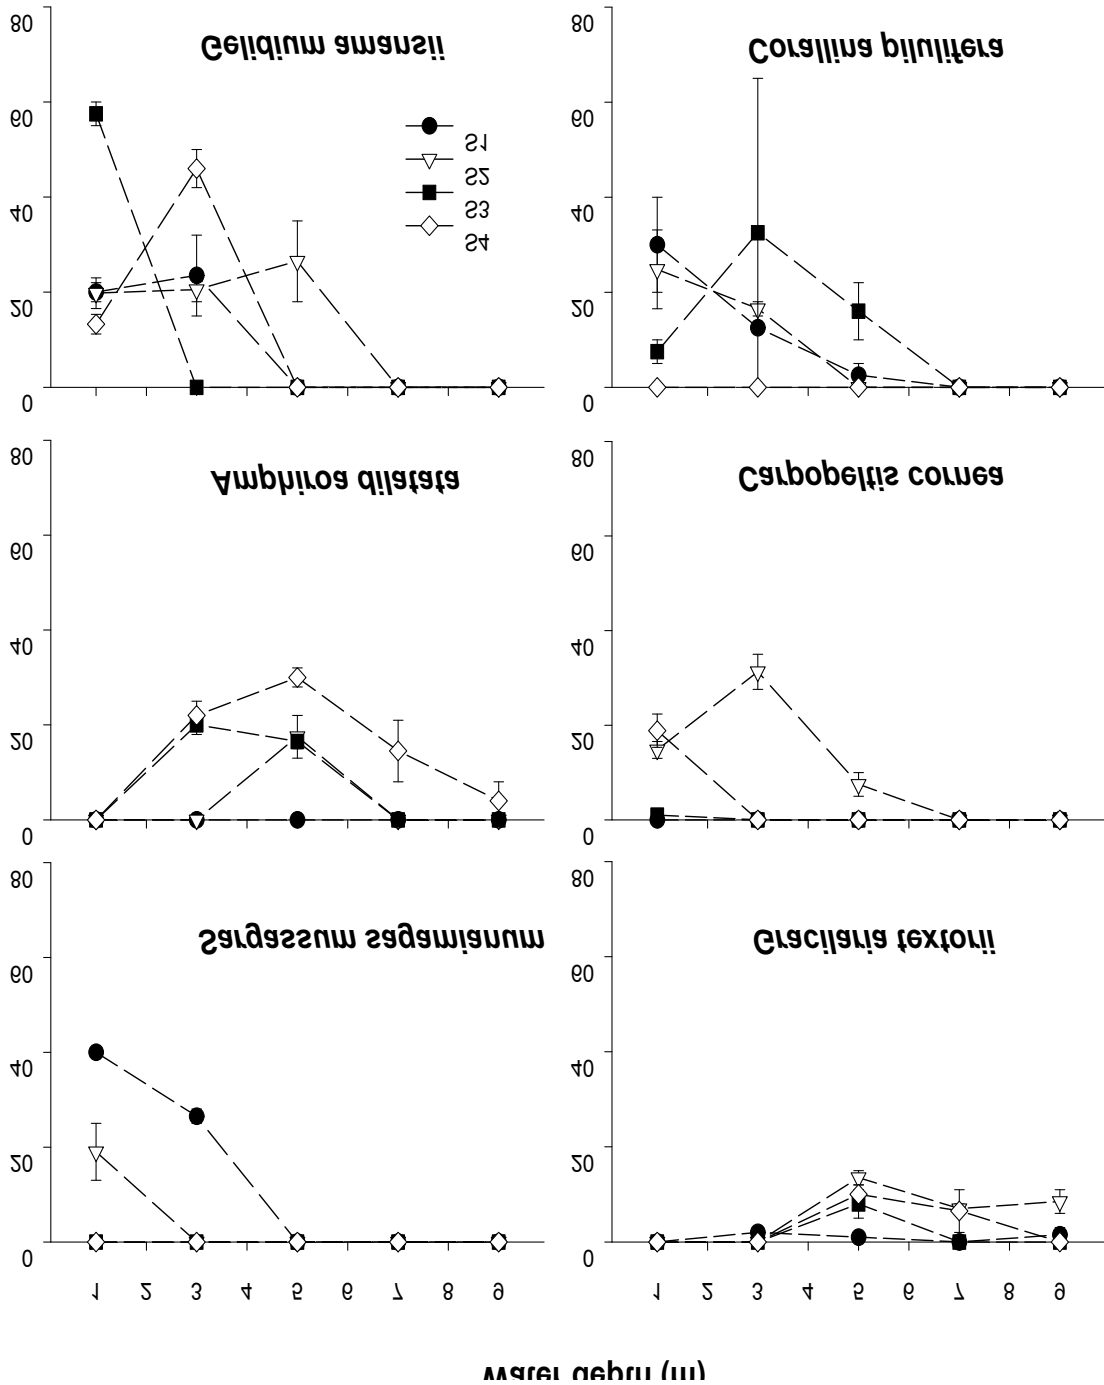 80 80
Gelidium amansii Corallina pilulifera
60 60
S1
S2
40 40
S3
S4
20 20
0 0
80 80
Amphiroa dilatata Carpopeltis cornea
60 60
40 40
20 20
0 0
80 80
Sargassum sagamianum Gracilaria textorii
60 60
40 40
20 20
0 0
1 2 3 4 5 6 7 8 9 1 2 3 4 5 6 7 8 9
Water depth (m)